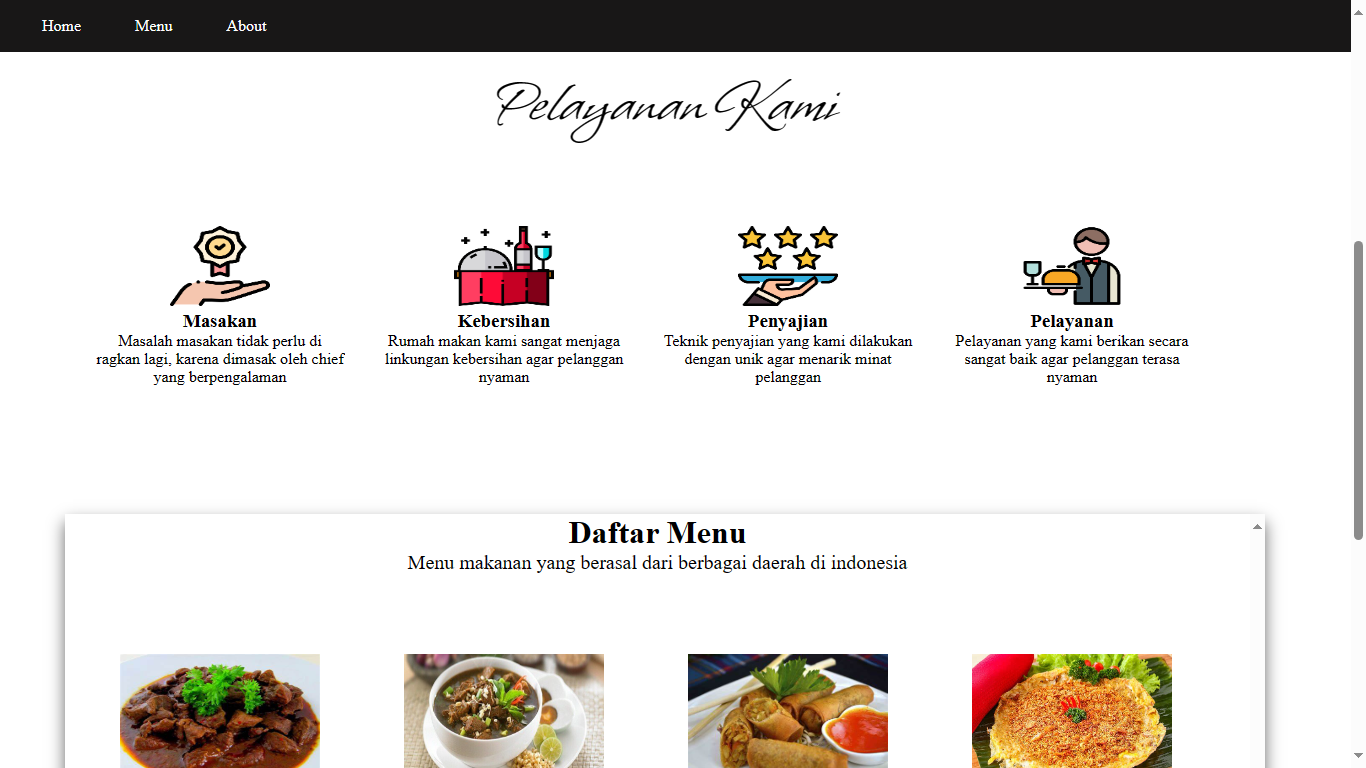 Home Menu About
Pelayanan Kami
Masakan
Masalah masakan tidak perlu di
ragkan lagi, karena dimasak oleh chief
yang berpengalaman
Kebersihan
Rumah makan kami sangat menjaga
linkungan kebersihan agar pelanggan
nyaman
Penyajian
Teknik penyajian yang kami dilakukan
dengan unik agar menarik minat
pelanggan
Pelayanan
Pelayanan yang kami berikan secara
sangat baik agar pelanggan terasa
nyaman
Daftar Menu
Menu makanan yang berasal dari berbagai daerah di indonesia